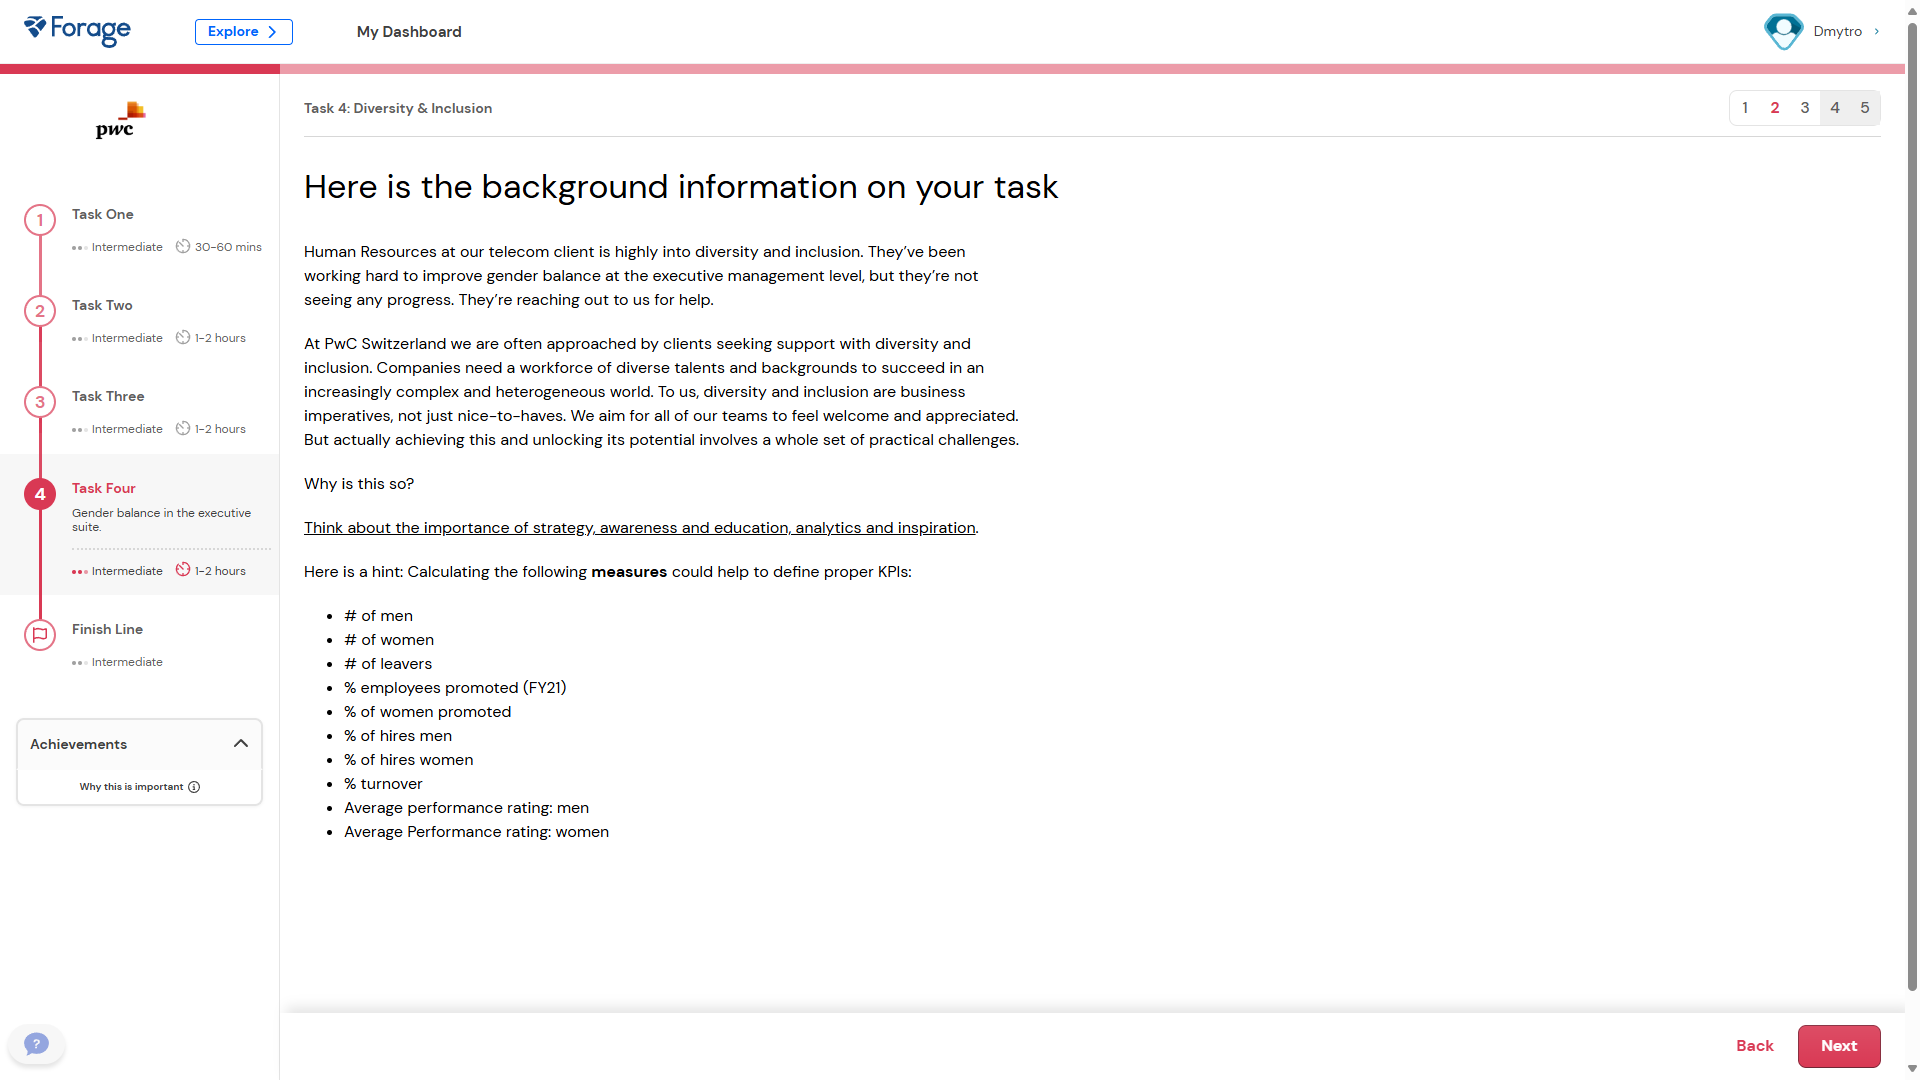 Forage
Explore
My Dashboard
Dmytro
pwc
Task 4: Diversity & Inclusion
1 2 3 4 5
1
Task One
Intermediate 30-60 mins
2
Task Two
Intermediate 1-2 hours
3
Task Three
Intermediate 1-2 hours
4
Task Four
Gender balance in the executive
suite.
Intermediate 1-2 hours
Finish Line
Intermediate
Achievements
Why this is important
?
Here is the background information on your task
Human Resources at our telecom client is highly into diversity and inclusion. They’ve been
working hard to improve gender balance at the executive management level, but they’re not
seeing any progress. They’re reaching out to us for help.
At PwC Switzerland we are often approached by clients seeking support with diversity and
inclusion. Companies need a workforce of diverse talents and backgrounds to succeed in an
increasingly complex and heterogeneous world. To us, diversity and inclusion are business
imperatives, not just nice-to-haves. We aim for all of our teams to feel welcome and appreciated.
But actually achieving this and unlocking its potential involves a whole set of practical challenges.
Why is this so?
Think about the importance of strategy, awareness and education, analytics and inspiration.
Here is a hint: Calculating the following measures could help to define proper KPIs:
# of men
# of women
# of leavers
% employees promoted (FY21)
% of women promoted
% of hires men
% of hires women
% turnover
Average performance rating: men
Average Performance rating: women
Back
Next